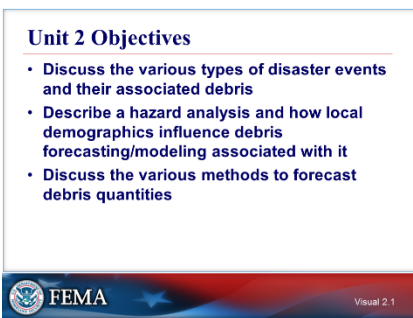 Unit 2 Objectives
• Discuss the various types of disaster events
and their associated debris
• Describe a hazard analysis and how local
demographics influence debris
forecasting/modeling associated with it
• Discuss the various methods to forecast
debris quantities
FEMA
Visual 2.1